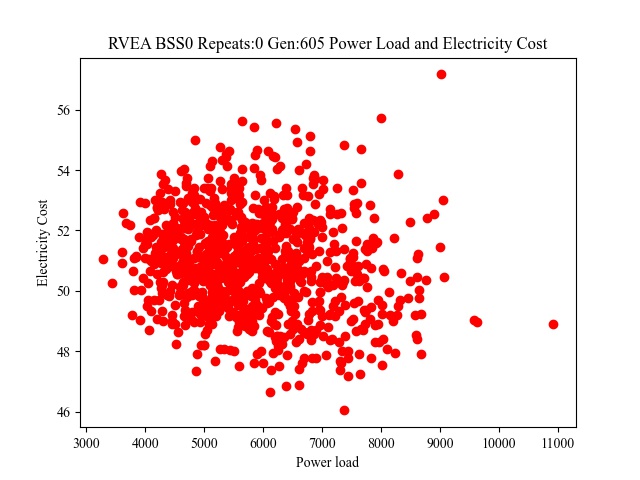 RVEA BSS0 Repeats:0 Gen:605 Power Load and Electricity Cost
56
54
52
50
48
46
Electricity Cost
3000 4000 5000 6000 7000 8000 9000 10000 11000
Power load